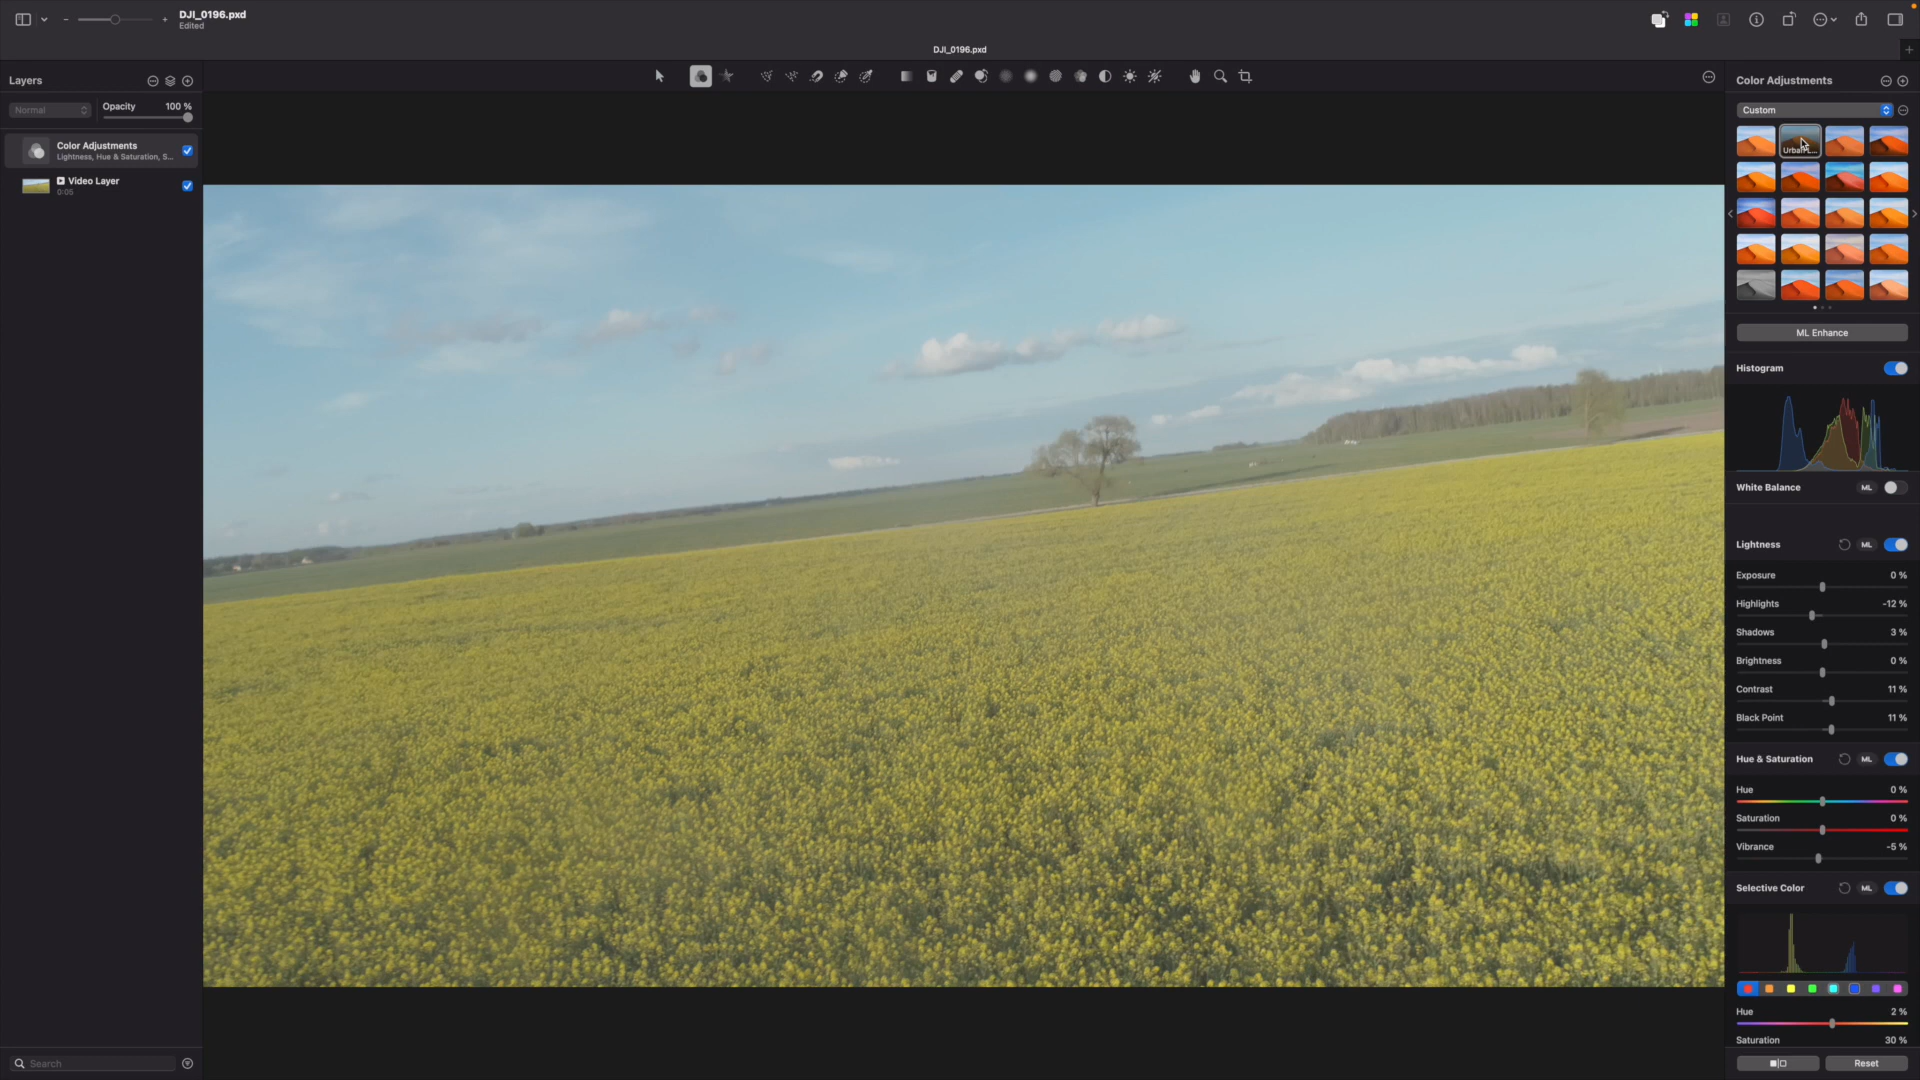 DJI_0196.pxd
Edited
DJI_0196.pxd
Layers
Normal
Opacity
100 %
Color Adjustments
Lightness, Hue & Saturation, S...
Video Layer
0:05
Search
Color Adjustments
Custom
ML Enhance
Histogram
White Balance
ML
Lightness
ML
Exposure
0 %
Highlights
-12 %
Shadows
3 %
Brightness
0 %
Contrast
11 %
Black Point
11 %
Hue & Saturation
ML
Hue
0 %
Saturation
0 %
Vibrance
-5 %
Selective Color
ML
Hue
2 %
Saturation
30 %
Reset